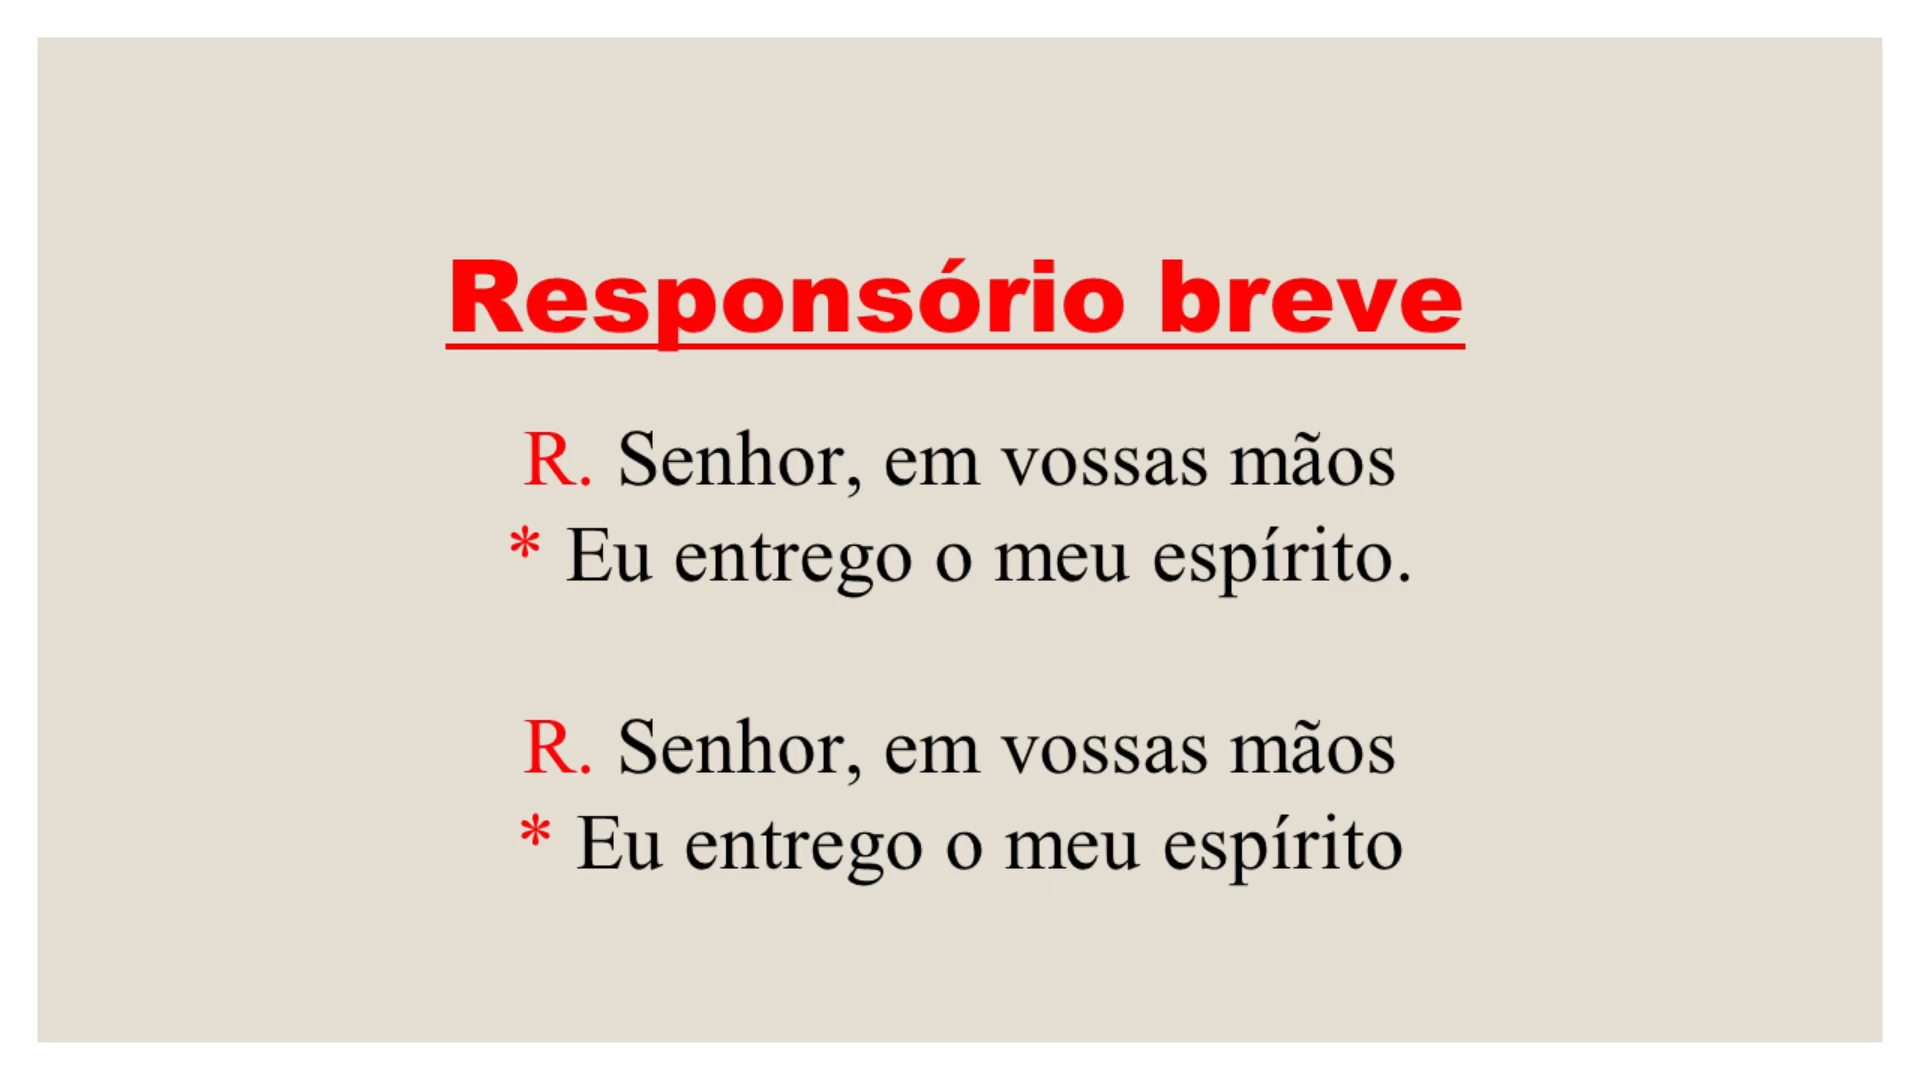 Responsório breve
R. Senhor, em vossas mãos
* Eu entrego o meu espírito.
R. Senhor, em vossas mãos
* Eu entrego o meu espírito